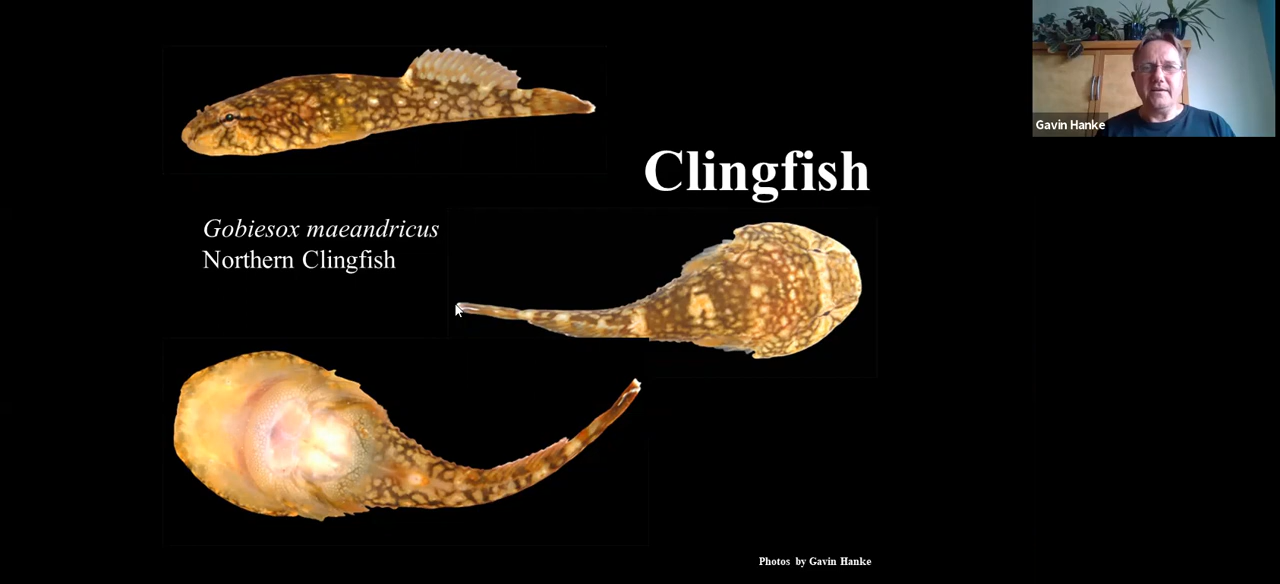 Gavin Hanke
Clingfish
Gobiesox maeandricus
Northern Clingfish
Photos by Gavin Hanke